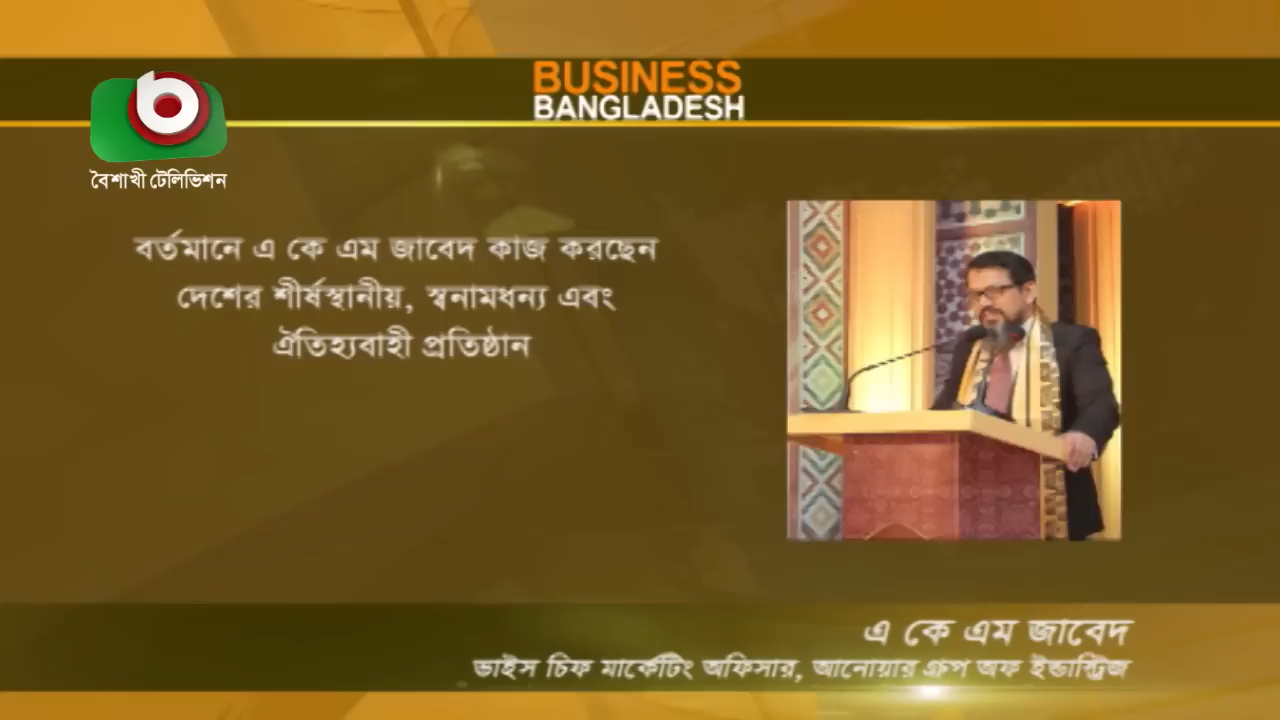 BUSINESS
BANGLADESH
বৈশাখী টেলিভিশন
বর্তমানে এ কে এম জাবেদ কাজ করছেন
দেশের শীর্ষস্থানীয়, স্বনামধন্য এবং
ঐতিহ্যবাহী প্রতিষ্ঠান
এ কে এম জাবেদ
ভাইস চিফ মার্কেটিং অফিসার, আনোয়ার গ্রুপ অফ ইন্ডাস্ট্রিজ